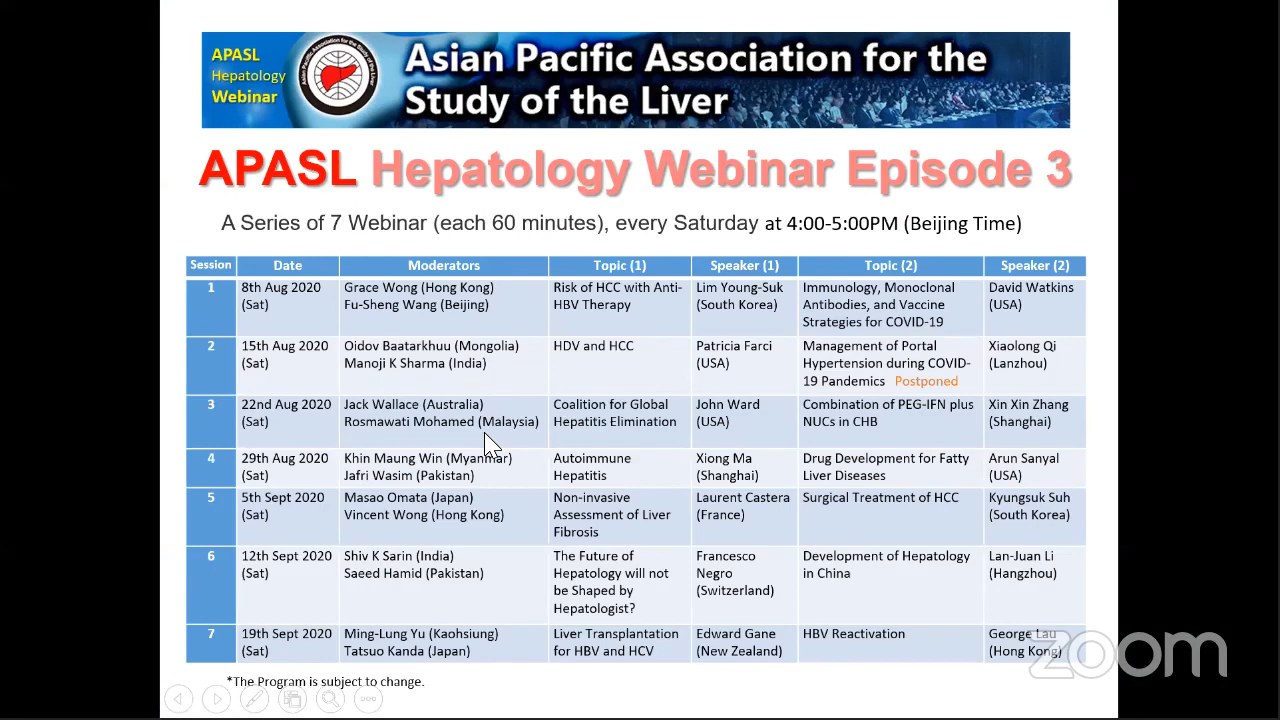 APASL
Hepatology
Webinar
Asian Pacific Association for the Study of the Liver
Asian Pacific Association for the
Study of the Liver
APASL Hepatology Webinar Episode 3
A Series of 7 Webinar (each 60 minutes), every Saturday at 4:00-5:00PM (Beijing Time)
Session Date Moderators Topic (1) Speaker (1) Topic (2) Speaker (2)
1 8th Aug 2020 Grace Wong (Hong Kong) Risk of HCC with Anti- Lim Young-Suk Immunology, Monoclonal David Watkins
(Sat) Fu-Sheng Wang (Beijing) HBV Therapy (South Korea) Antibodies, and Vaccine (USA)
Strategies for COVID-19
2 15th Aug 2020 Oidov Baatarkhuu (Mongolia) HDV and HCC Patricia Farci Management of Portal Xiaolong Qi
(Sat) Manoji K Sharma (India) (USA) Hypertension during COVID- (Lanzhou)
19 Pandemics Postponed
3 22nd Aug 2020 Jack Wallace (Australia) Coalition for Global John Ward Combination of PEG-IFN plus Xin Xin Zhang
(Sat) Rosmawati Mohamed (Malaysia) Hepatitis Elimination (USA) NUCs in CHB (Shanghai)
4 29th Aug 2020 Khin Maung Win (Myanmar) Autoimmune Xiong Ma Drug Development for Fatty Arun Sanyal
(Sat) Jafri Wasim (Pakistan) Hepatitis (Shanghai) Liver Diseases (USA)
5 5th Sept 2020 Masao Omata (Japan) Non-invasive Laurent Castera Surgical Treatment of HCC Kyungsuk Suh
(Sat) Vincent Wong (Hong Kong) Assessment of Liver (France) (South Korea)
Fibrosis
6 12th Sept 2020 Shiv K Sarin (India) The Future of Francesco Development of Hepatology Lan-Juan Li
(Sat) Saeed Hamid (Pakistan) Hepatology will not Negro in China (Hangzhou)
be Shaped by (Switzerland)
Hepatologist?
7 19th Sept 2020 Ming-Lung Yu (Kaohsiung) Liver Transplantation Edward Gane HBV Reactivation George Lau
(Sat) Tatsuo Kanda (Japan) for HBV and HCV (New Zealand) (Hong Kong)
zoom
*The Program is subject to change.